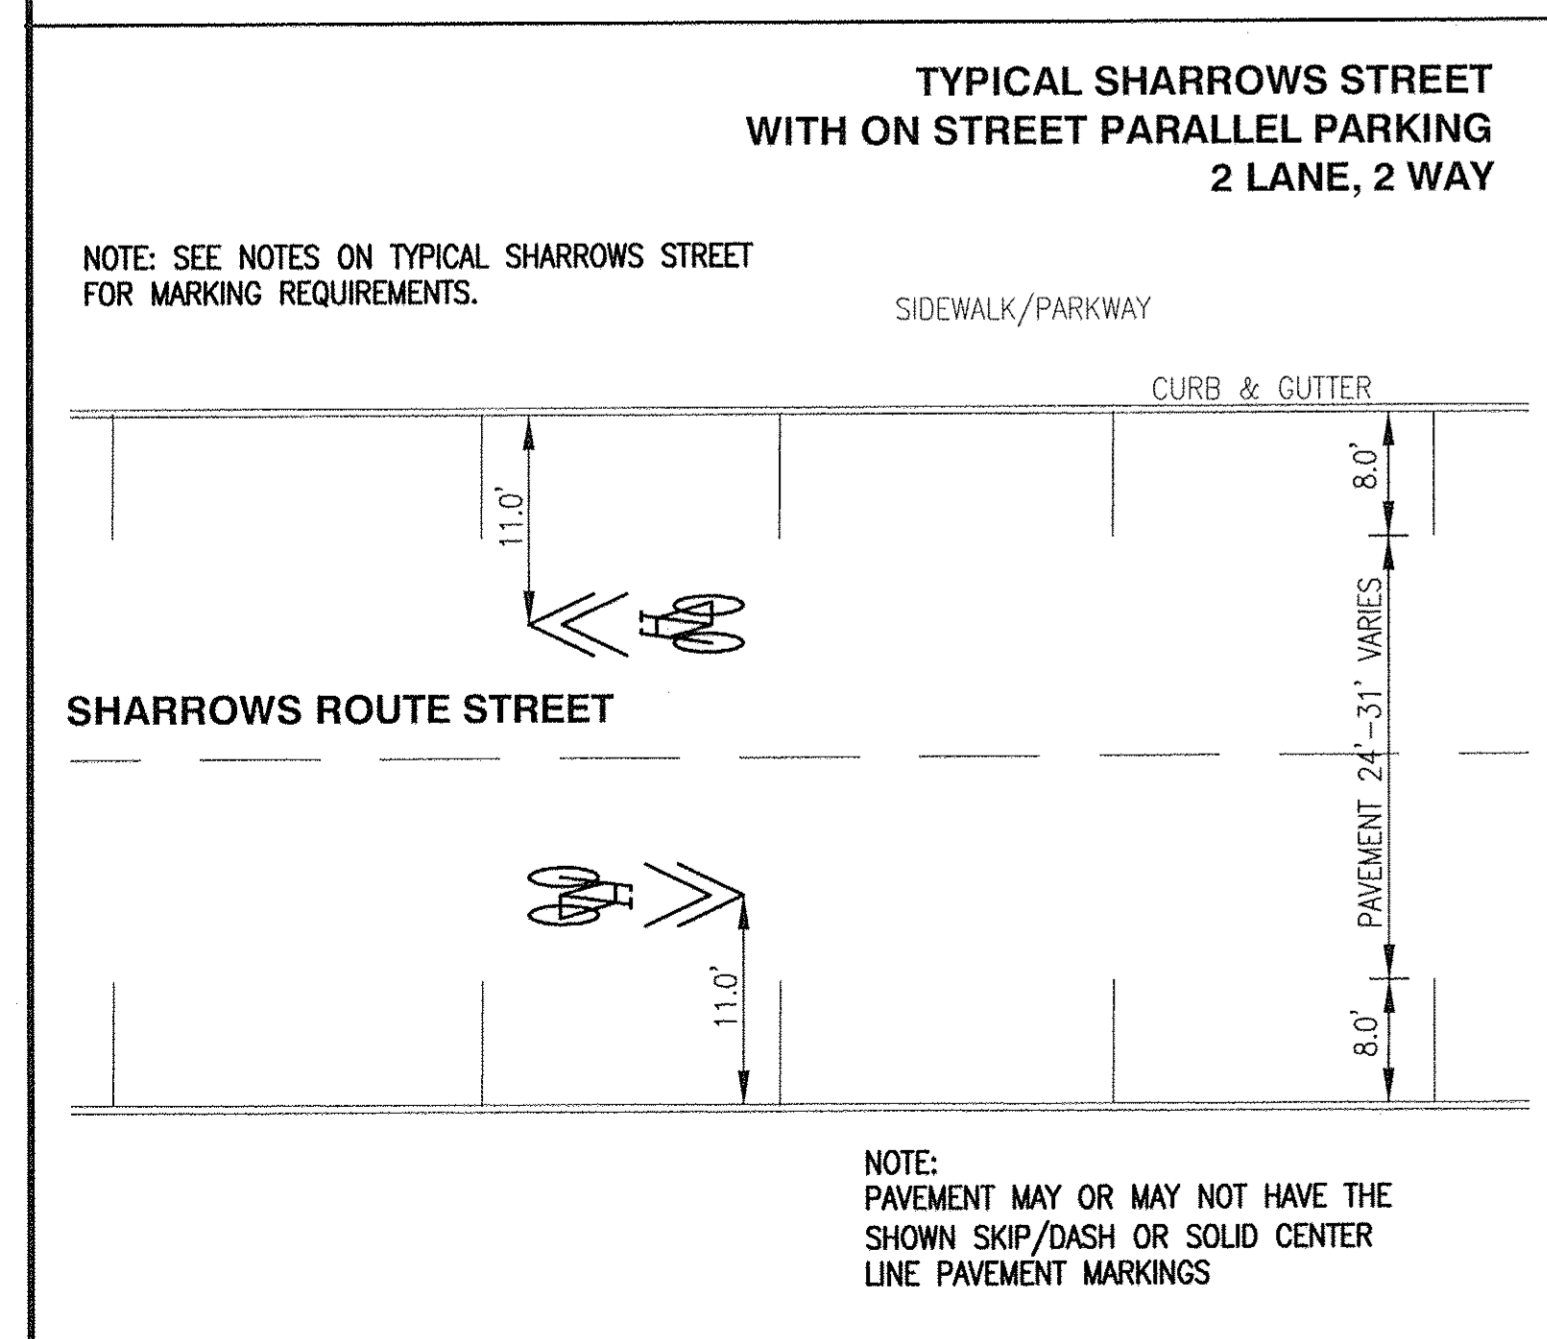 TYPICAL SHARROWS STREET
WITH ON STREET PARALLEL PARKING
2 LANE, 2 WAY
NOTE: SEE NOTES ON TYPICAL SHARROWS STREET
FOR MARKING REQUIREMENTS.
SIDEWALK/PARKWAY
CURB & GUTTER
11.0'
8.0'
SHARROWS ROUTE STREET
PAVEMENT 24'-31' VARIES
11.0'
8.0'
NOTE:
PAVEMENT MAY OR MAY NOT HAVE THE
SHOWN SKIP/DASH OR SOLID CENTER
LINE PAVEMENT MARKINGS